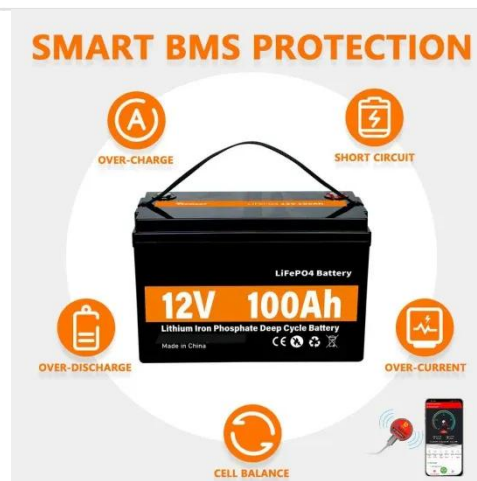 SMART BMS PROTECTION
OVER-CHARGE
SHORT CIRCUIT
LiFePO4 Battery
12V 100Ah
Lithium Iron Phosphate Deep Cycle Battery
Made in China
CE
OVER-DISCHARGE
OVER-CURRENT
CELL BALANCE